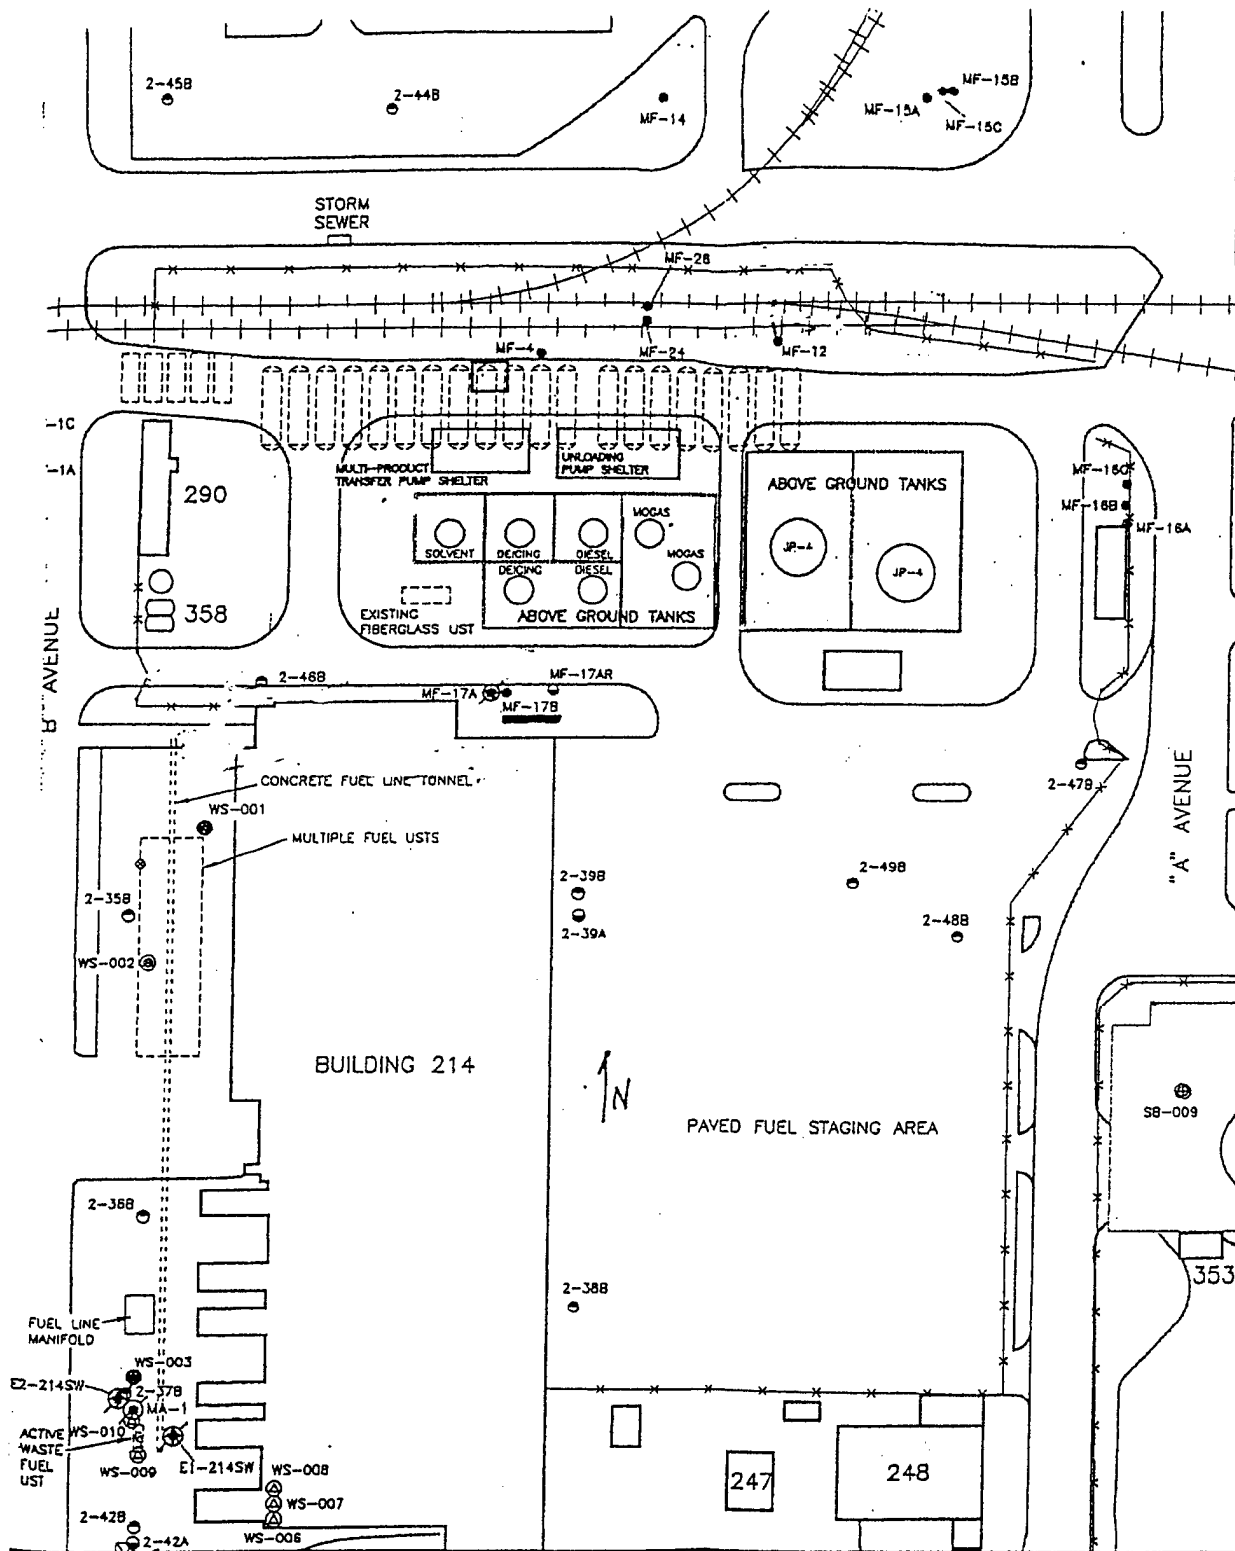 2-45B
2-44B
MF-14
MF-15B
MF-15A
MF-15C
STORM
SEWER
MF-26
MF-4
MF-24
MF-12
-1C
-1A
290
358
MULTI-PRODUCT
TRANSFER PUMP SHELTER
UNLOADING
PUMP SHELTER
ABOVE GROUND TANKS
MF-16C
MF-16B
MF-16A
MOGAS
SOLVENT
DEICING
DIESEL
MOGAS
JP-4
JP-4
DEICING
DIESEL
EXISTING
FIBERGLASS UST
ABOVE GROUND TANKS
B AVENUE
2-46B
MF-17A
MF-17AR
MF-17B
CONCRETE FUEL LINE TUNNEL
2-47B
"A" AVENUE
WS-001
MULTIPLE FUEL USTS
2-35B
2-39B
2-49B
2-39A
2-48B
WS-002
BUILDING 214
N
PAVED FUEL STAGING AREA
SB-009
2-36B
2-38B
353
FUEL LINE
MANIFOLD
WS-003
E2-214SW
2-37B
MA-1
WS-010
ACTIVE
WASTE
FUEL
UST
WS-009
E1-214SW
WS-008
WS-007
WS-006
247
248
2-42B
2-42A